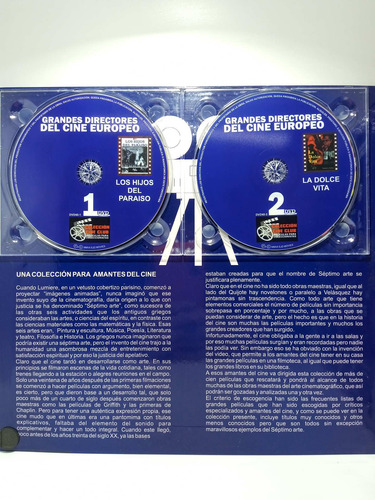 GRANDES DIRECTORES
DEL CINE EUROPEO
LOS HIJOS
DEL
PARAISO
1
DVD
COLECCION
CINE CLUB
GRANDES DIRECTORES
DEL CINE EUROPEO
LA DOLCE
VITA
2
DVD
COLECCION
CINE CLUB
UNA COLECCIÓN PARA AMANTES DEL CINE
Cuando Lumiere, en un vetusto cobertizo parisino, comenzó a
proyectar "imágenes animadas", nunca imaginó que ese
invento suyo de la cinematografía, daría origen a lo que con
justicia se ha denominado "Séptimo arte", como sucesora de
las otras seis actividades que los antiguos griegos
consideraban las artes, o ciencias del espíritu, en contraste con
las ciencias materiales como las matemáticas y la física. Esas
seis artes eran, Pintura y escultura, Música, Poesía, Literatura
y teatro, Filosofía e Historia. Los griegos nunca imaginaron que
podría existir una séptimo arte, pero el invento del cine trajo a la
humanidad una asombrosa mezcla de entretenimiento con
satisfacción espiritual y por eso la justicia del apelativo.
Claro que el cine tardó en desarrollarse como arte. En sus
principios se filmaron escenas de la vida cotidiana, tales como
trenes llegando a la estación o alegres reuniones en el campo.
Solo una veintena de años después de las primeras filmaciones
se comenzó a hacer películas con argumento, bien elemental,
es cierto, pero que dieron base a un desarrollo tal, que solo
poco más de un cuarto de siglo después comenzaron obras
maestras como las películas de Griffith y las primeras de
Chaplin. Pero para tener una auténtica expresión propia, ese
cine mudo que en últimas era una pantomima con títulos
explicativos, faltaba el elemento del sonido para
complementar y hacer un todo integral. Cuando este llegó,
poco antes de los años treinta del siglo XX, ya las bases
estaban creadas para que el nombre de Séptimo arte se
justificara plenamente.
Claro que en el cine no ha sido todo obras maestras, igual que al
lado del Quijote hay novelones o paralelo a Velásquez hay
pintamonas sin trascendencia. Como todo arte que tiene
elementos comerciales el número de películas sin importancia
sobrepasa en porcentaje y por mucho, a las obras que se
puedan considerar de arte, pero el hecho es que en la historia
del cine son muchas las películas importantes y muchos los
grandes creadores que han surgido.
Infortunadamente, el cine obligaba a la gente a ir a las salas y
por eso muchas películas surgían y eran recordadas pero nadie
las podía ver. Sin embargo eso se ha obviado con la invención
del video, que permite a los amantes del cine tener en su casa
las grandes películas en una filmoteca, al igual que puede tener
los grandes libros en su biblioteca.
A esos amantes del cine va dirigida esta colección de más de
cien películas que rescatará y pondrá al alcance de todos
muchas de las obras maestras del arte cinematográfico, que así
podrán ser gozadas y analizadas una y otra vez.
El criterio de escogencia han sido las frecuentes listas de
grandes películas que han sido escogidas por críticos
especializados y amantes del cine, y como se puede ver en la
colección presente, incluye títulos muy conocidos y otros
menos conocidos pero que son todos sin excepción
maravillosos ejemplos del Séptimo arte.